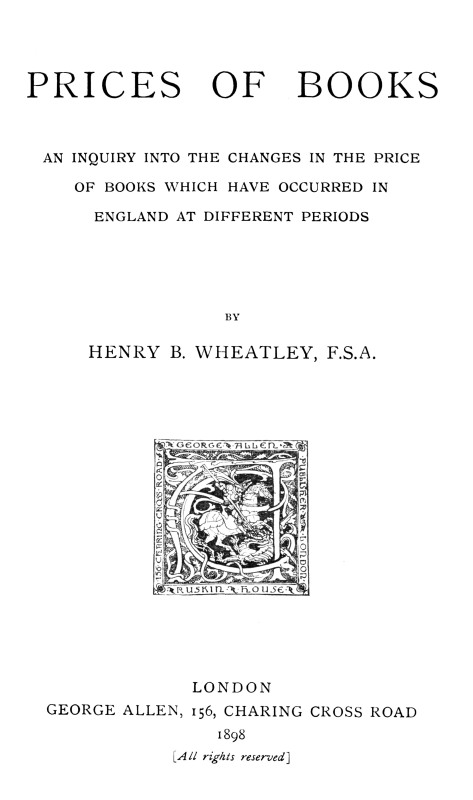 PRICES OF BOOKS
AN INQUIRY INTO THE CHANGES IN THE PRICE
OF BOOKS WHICH HAVE OCCURRED IN
ENGLAND AT DIFFERENT PERIODS
BY
HENRY B. WHEATLEY, F.S.A.
GEORGE ALLEN
156 CHARING CROSS ROAD
PUBLISHER LONDON
RUSKIN HOUSE
LONDON
GEORGE ALLEN, 156, CHARING CROSS ROAD
1898
[All rights reserved]